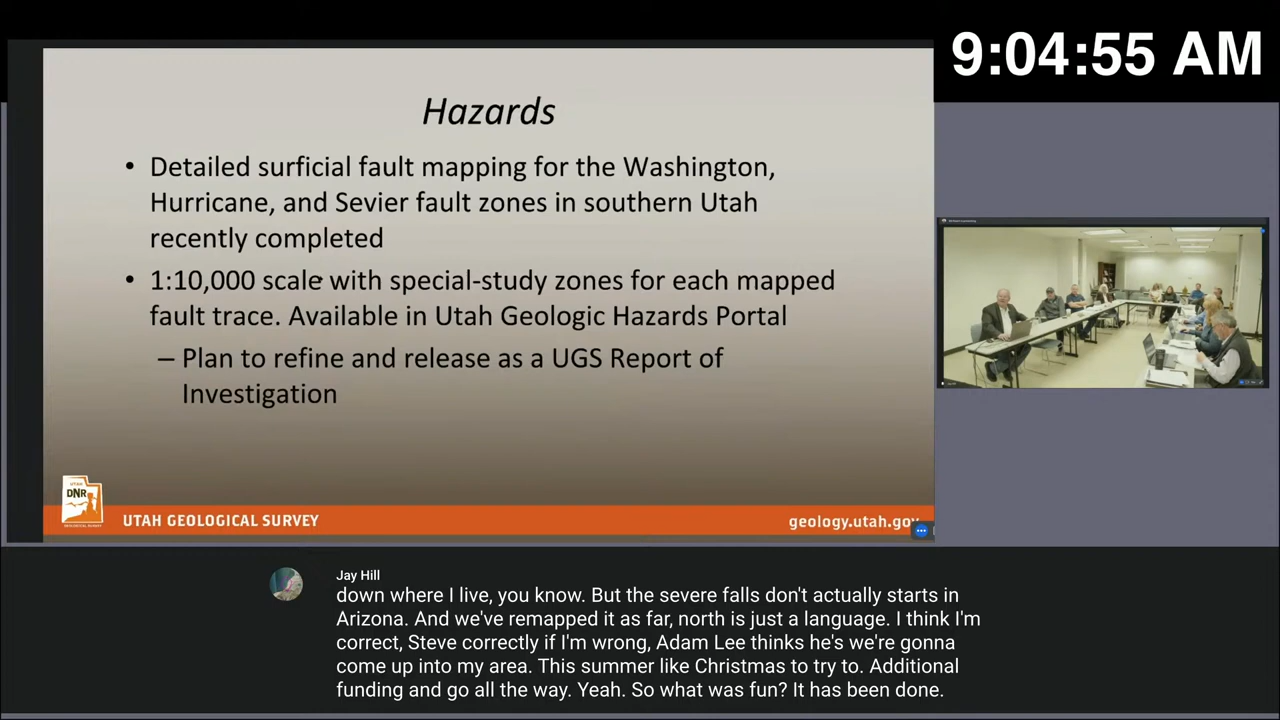 9:04:55 AM
Hazards
• Detailed surficial fault mapping for the Washington,
Hurricane, and Sevier fault zones in southern Utah
recently completed
• 1:10,000 scale with special-study zones for each mapped
fault trace. Available in Utah Geologic Hazards Portal
– Plan to refine and release as a UGS Report of
Investigation
UTAH
DNR
GEOLOGICAL SURVEY
UTAH GEOLOGICAL SURVEY
geology.utah.gov
Jay Hill
down where I live, you know. But the severe falls don't actually starts in
Arizona. And we've remapped it as far, north is just a language. I think I'm
correct, Steve correctly if I'm wrong, Adam Lee thinks he's we're gonna
come up into my area. This summer like Christmas to try to. Additional
funding and go all the way. Yeah. So what was fun? It has been done.